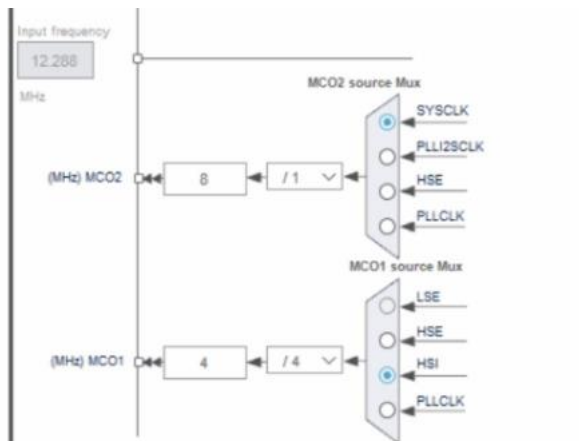 Input frequency
12.288
MHz
MCO2 source Mux
SYSCLK
PLLI2SCLK
(MHz) MCO2
8
/ 1
HSE
PLLCLK
MCO1 source Mux
LSE
HSE
(MHz) MCO1
4
/ 4
HSI
PLLCLK